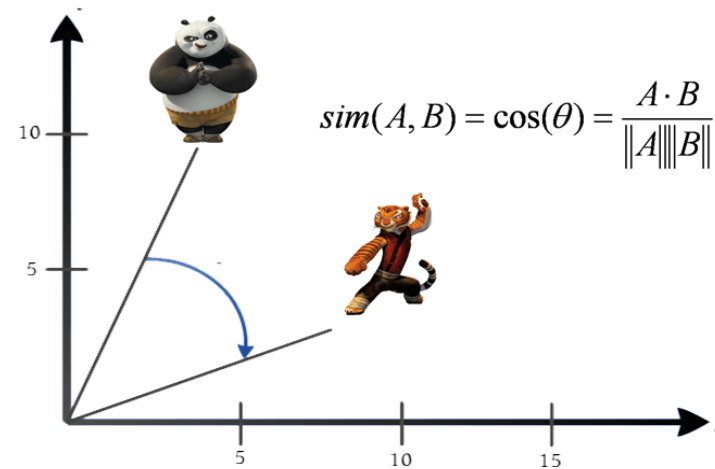 10
sim(A, B) = cos(θ) = A · B / ‖A‖‖B‖
5
5 10 15